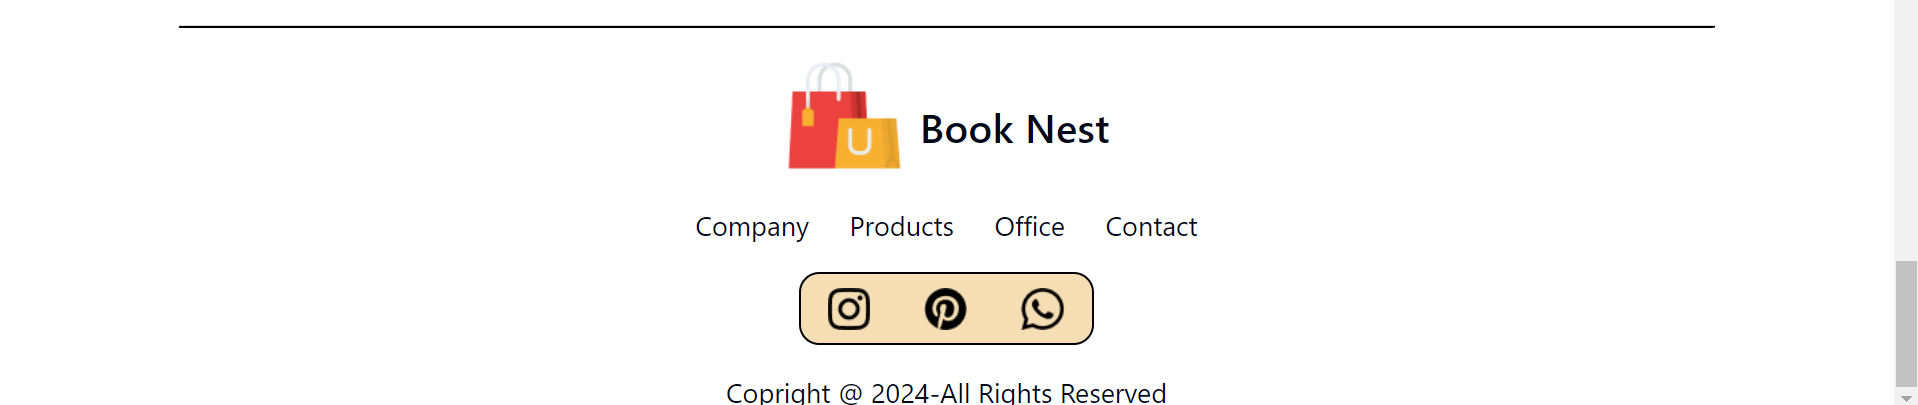 U
Book Nest
Company Products Office Contact
Copright @ 2024-All Rights Reserved